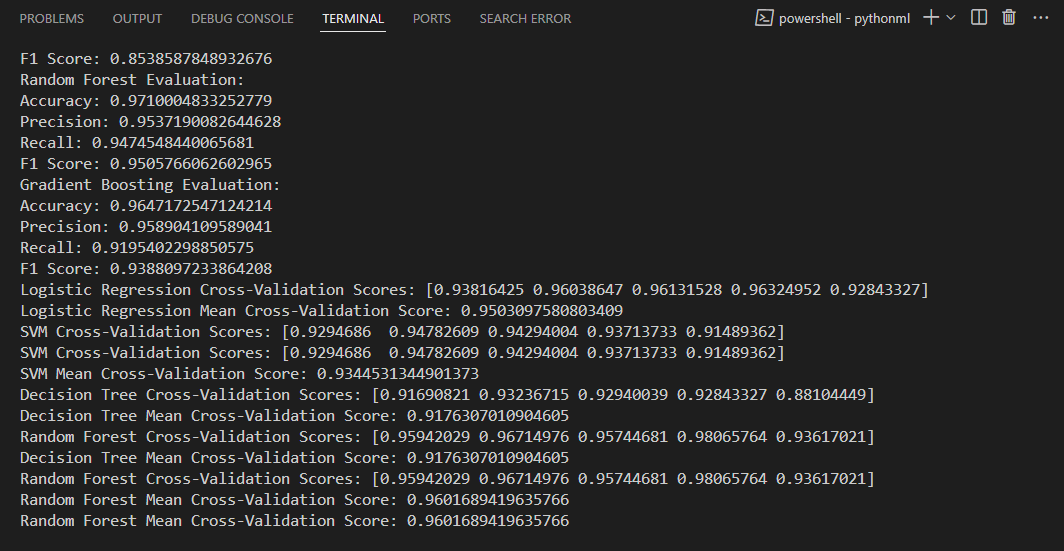 PROBLEMS OUTPUT DEBUG CONSOLE TERMINAL PORTS SEARCH ERROR powershell - pythonml
F1 Score: 0.8538587848932676
Random Forest Evaluation:
Accuracy: 0.9710004833252779
Precision: 0.9537190082644628
Recall: 0.9474548440065681
F1 Score: 0.9505766062602965
Gradient Boosting Evaluation:
Accuracy: 0.9647172547124214
Precision: 0.958904109589041
Recall: 0.9195402298850575
F1 Score: 0.9388097233864208
Logistic Regression Cross-Validation Scores: [0.93816425 0.96038647 0.96131528 0.96324952 0.92843327]
Logistic Regression Mean Cross-Validation Score: 0.9503097580803409
SVM Cross-Validation Scores: [0.9294686  0.94782609 0.94294004 0.93713733 0.91489362]
SVM Cross-Validation Scores: [0.9294686  0.94782609 0.94294004 0.93713733 0.91489362]
SVM Mean Cross-Validation Score: 0.9344531344901373
Decision Tree Cross-Validation Scores: [0.91690821 0.93236715 0.92940039 0.92843327 0.88104449]
Decision Tree Mean Cross-Validation Score: 0.9176307010904605
Random Forest Cross-Validation Scores: [0.95942029 0.96714976 0.95744681 0.98065764 0.93617021]
Decision Tree Mean Cross-Validation Score: 0.9176307010904605
Random Forest Cross-Validation Scores: [0.95942029 0.96714976 0.95744681 0.98065764 0.93617021]
Random Forest Mean Cross-Validation Score: 0.9601689419635766
Random Forest Mean Cross-Validation Score: 0.9601689419635766